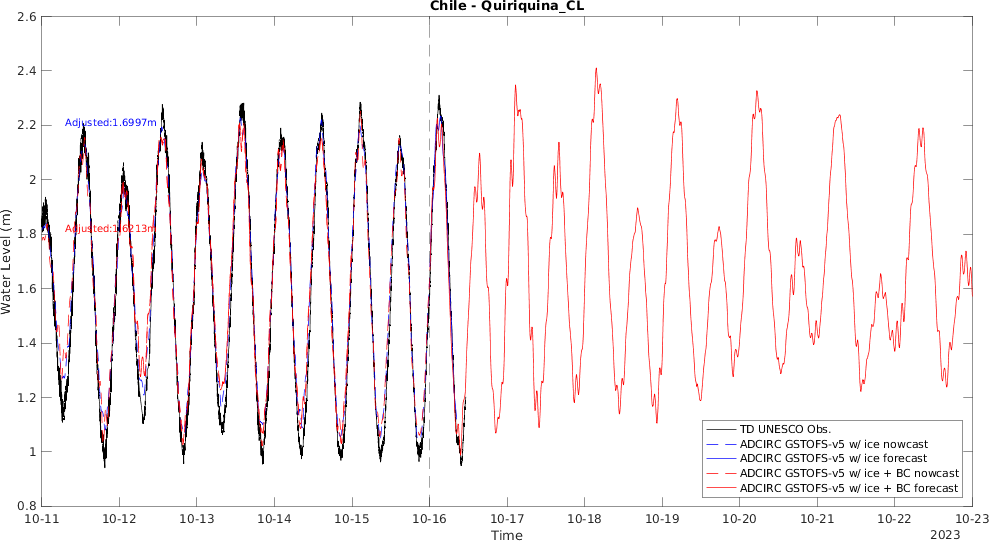 Chile - Quiriquina_CL
2.6
2.4
2.2
2
1.8
1.6
1.4
1.2
1
0.8
Water Level (m)
Adjusted:1.6997m
Adjusted:1.6213m
TD UNESCO Obs.
ADCIRC GSTOFS-v5 w/ ice nowcast
ADCIRC GSTOFS-v5 w/ ice forecast
ADCIRC GSTOFS-v5 w/ ice + BC nowcast
ADCIRC GSTOFS-v5 w/ ice + BC forecast
10-11 10-12 10-13 10-14 10-15 10-16 10-17 10-18 10-19 10-20 10-21 10-22 10-23
Time
2023